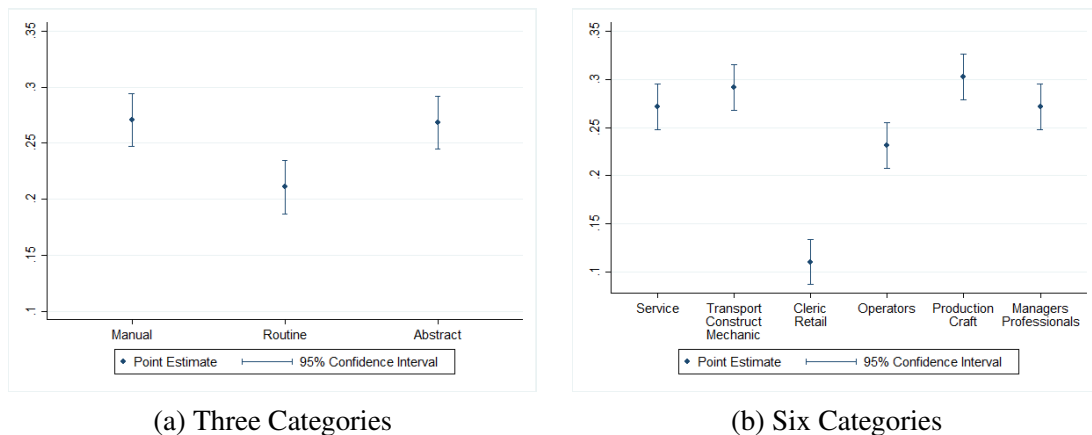 .35
.3
.25
.2
.15
.1
Manual Routine Abstract
Point Estimate 95% Confidence Interval
(a) Three Categories
.35
.3
.25
.2
.15
.1
Service Transport Construct Mechanic Cleric Retail Operators Production Craft Managers Professionals
Point Estimate 95% Confidence Interval
(b) Six Categories